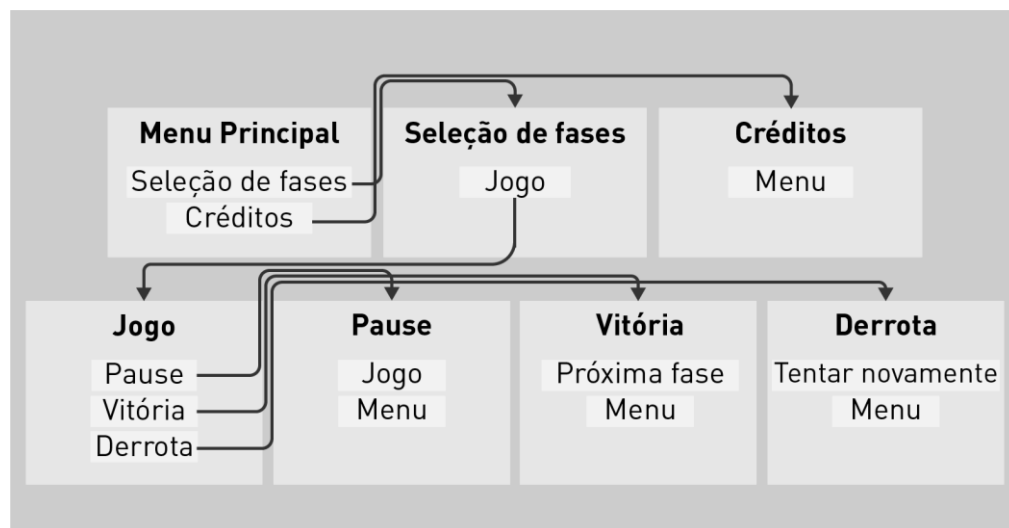 Menu Principal
Seleção de fases
Créditos
Seleção de fases
Jogo
Créditos
Menu
Jogo
Pause
Vitória
Derrota
Pause
Jogo
Menu
Vitória
Próxima fase
Menu
Derrota
Tentar novamente
Menu